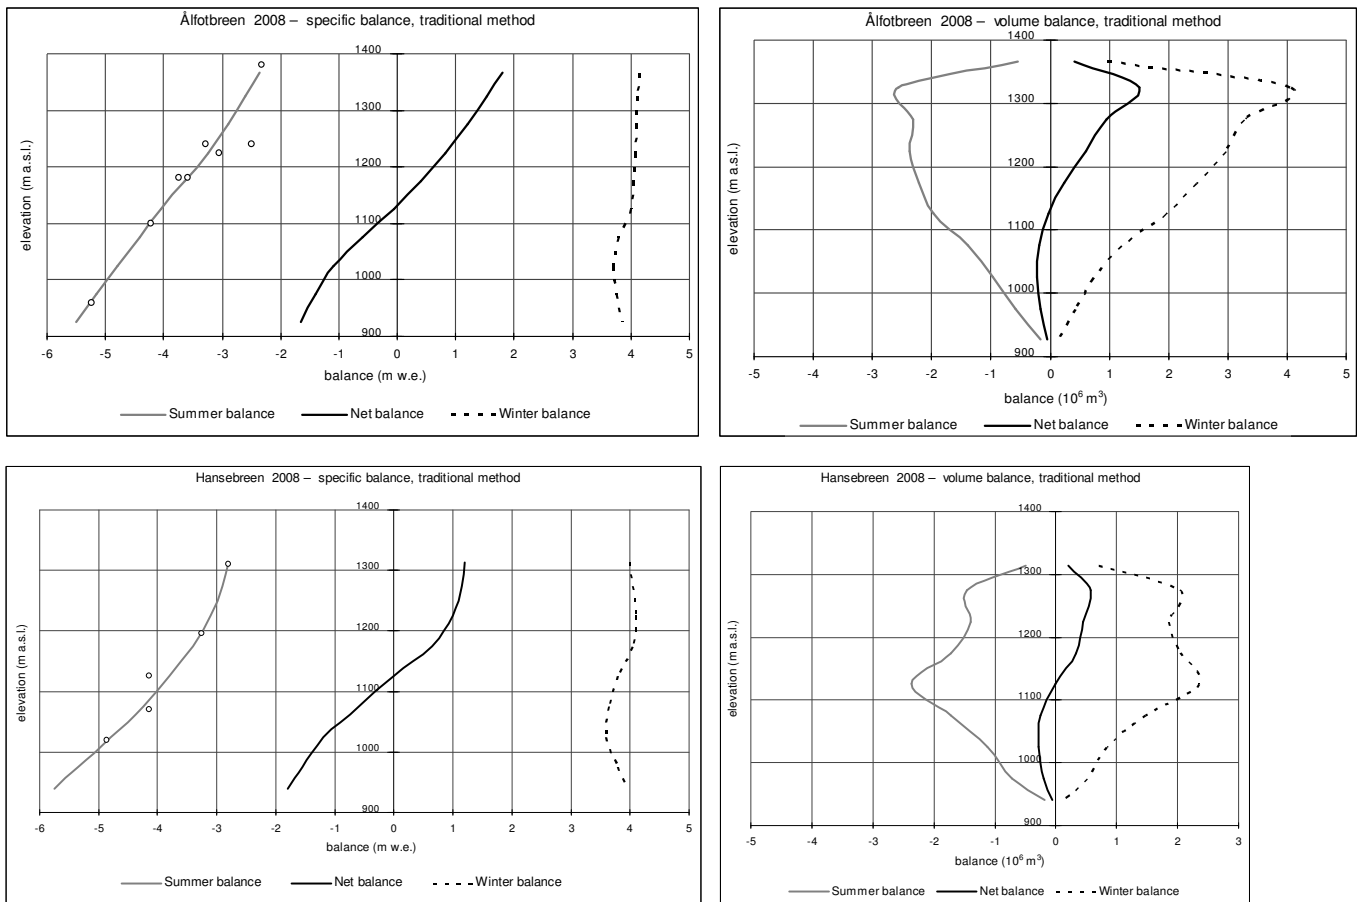 Ålfotbreen 2008 – specific balance, traditional method
1400
1300
1200
1100
1000
900
elevation (m a.s.l.)
-6 -5 -4 -3 -2 -1 0 1 2 3 4 5
balance (m w.e.)
Summer balance Net balance Winter balance
Ålfotbreen 2008 – volume balance, traditional method
1400
1300
1200
1100
1000
900
elevation (m a.s.l.)
-5 -4 -3 -2 -1 0 1 2 3 4 5
balance (10⁶ m³)
Summer balance Net balance Winter balance
Hansebreen 2008 – specific balance, traditional method
1400
1300
1200
1100
1000
900
elevation (m a.s.l.)
-6 -5 -4 -3 -2 -1 0 1 2 3 4 5
balance (m w.e.)
Summer balance Net balance Winter balance
Hansebreen 2008 – volume balance, traditional method
1400
1300
1200
1100
1000
900
elevation (m a.s.l.)
-5 -4 -3 -2 -1 0 1 2 3
balance (10⁶ m³)
Summer balance Net balance Winter balance